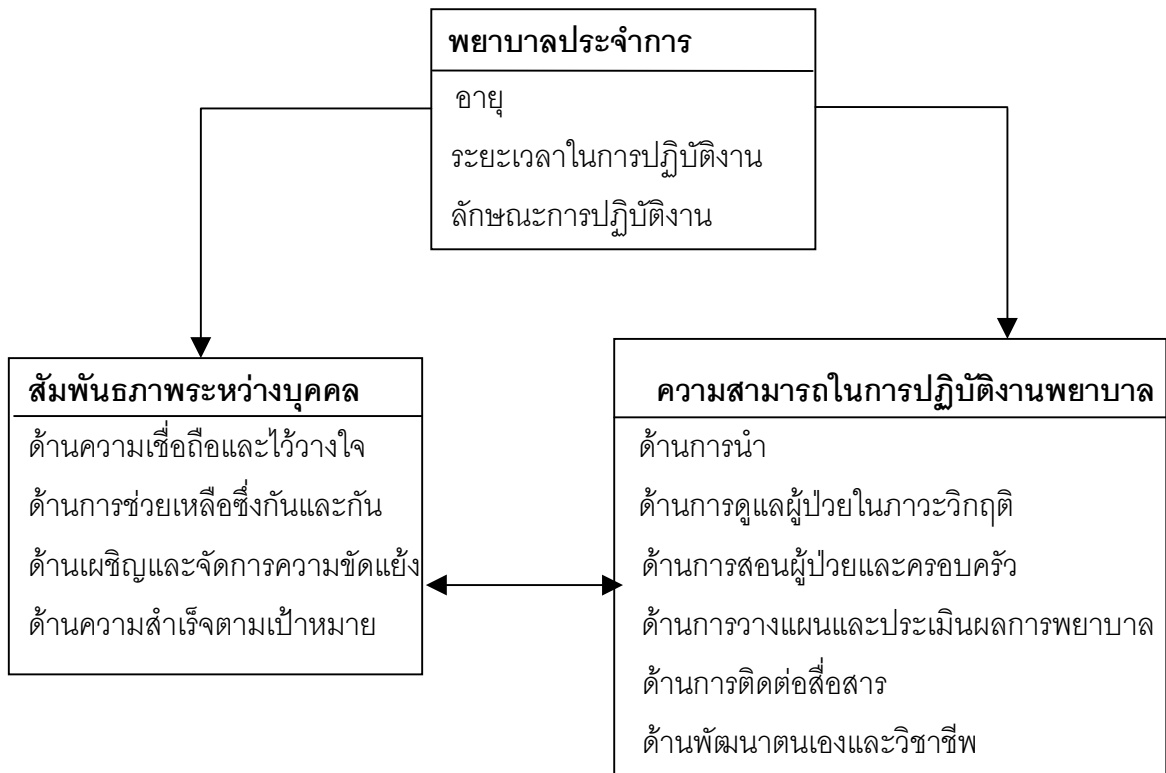 พยาบาลประจำการ
อายุ
ระยะเวลาในการปฏิบัติงาน
ลักษณะการปฏิบัติงาน
สัมพันธภาพระหว่างบุคคล
ด้านความเชื่อถือและไว้วางใจ
ด้านการช่วยเหลือซึ่งกันและกัน
ด้านเผชิญและจัดการความขัดแย้ง
ด้านความสำเร็จตามเป้าหมาย
ความสามารถในการปฏิบัติงานพยาบาล
ด้านการนำ
ด้านการดูแลผู้ป่วยในภาวะวิกฤติ
ด้านการสอนผู้ป่วยและครอบครัว
ด้านการวางแผนและประเมินผลการพยาบาล
ด้านการติดต่อสื่อสาร
ด้านพัฒนาตนเองและวิชาชีพ